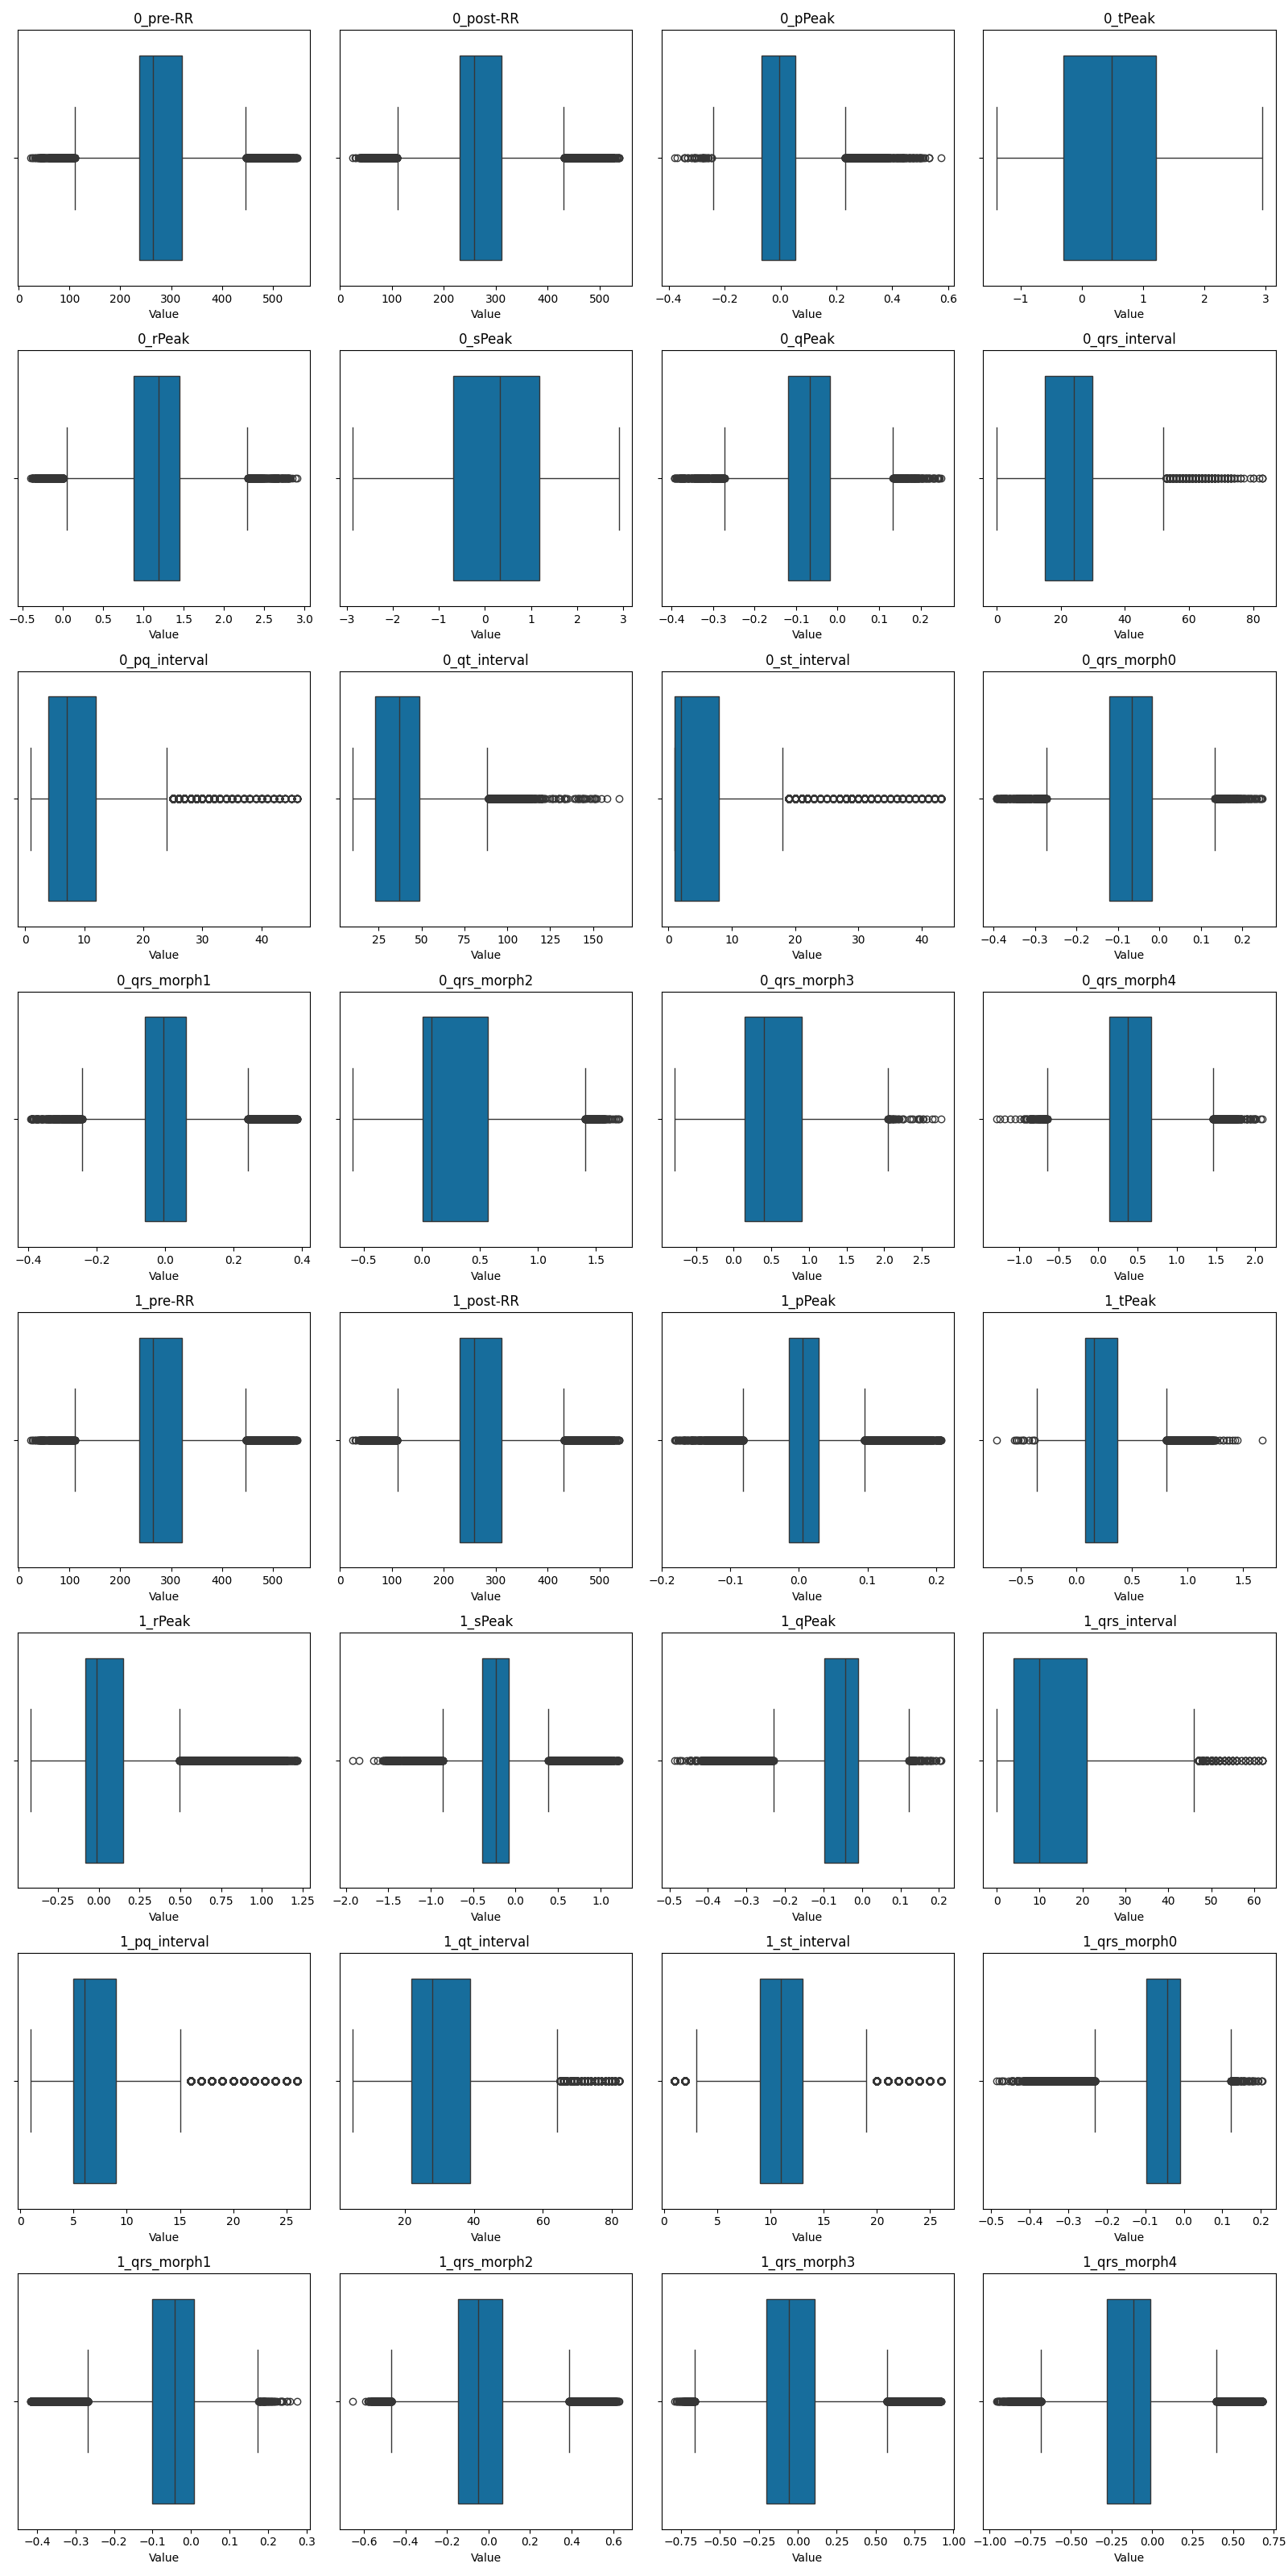 0_pre-RR 0_post-RR 0_pPeak 0_tPeak
0 100 200 300 400 500 0 100 200 300 400 500 −0.4 −0.2 0.0 0.2 0.4 0.6 −1 0 1 2 3
Value Value Value Value
0_rPeak 0_sPeak 0_qPeak 0_qrs_interval
−0.5 0.0 0.5 1.0 1.5 2.0 2.5 3.0 −3 −2 −1 0 1 2 3 −0.4 −0.3 −0.2 −0.1 0.0 0.1 0.2 0 20 40 60 80
Value Value Value Value
0_pq_interval 0_qt_interval 0_st_interval 0_qrs_morph0
0 10 20 30 40 25 50 75 100 125 150 0 10 20 30 40 −0.4 −0.3 −0.2 −0.1 0.0 0.1 0.2
Value Value Value Value
0_qrs_morph1 0_qrs_morph2 0_qrs_morph3 0_qrs_morph4
−0.4 −0.2 0.0 0.2 0.4 −0.5 0.0 0.5 1.0 1.5 −0.5 0.0 0.5 1.0 1.5 2.0 2.5 −1.0 −0.5 0.0 0.5 1.0 1.5 2.0
Value Value Value Value
1_pre-RR 1_post-RR 1_pPeak 1_tPeak
0 100 200 300 400 500 0 100 200 300 400 500 −0.2 −0.1 0.0 0.1 0.2 −0.5 0.0 0.5 1.0 1.5
Value Value Value Value
1_rPeak 1_sPeak 1_qPeak 1_qrs_interval
−0.25 0.00 0.25 0.50 0.75 1.00 1.25 −2.0 −1.5 −1.0 −0.5 0.0 0.5 1.0 −0.5 −0.4 −0.3 −0.2 −0.1 0.0 0.1 0.2 0 10 20 30 40 50 60
Value Value Value Value
1_pq_interval 1_qt_interval 1_st_interval 1_qrs_morph0
0 5 10 15 20 25 20 40 60 80 0 5 10 15 20 25 −0.5 −0.4 −0.3 −0.2 −0.1 0.0 0.1 0.2
Value Value Value Value
1_qrs_morph1 1_qrs_morph2 1_qrs_morph3 1_qrs_morph4
−0.4 −0.3 −0.2 −0.1 0.0 0.1 0.2 0.3 −0.6 −0.4 −0.2 0.0 0.2 0.4 0.6 −0.75 −0.50 −0.25 0.00 0.25 0.50 0.75 1.00 −1.00 −0.75 −0.50 −0.25 0.00 0.25 0.50 0.75
Value Value Value Value